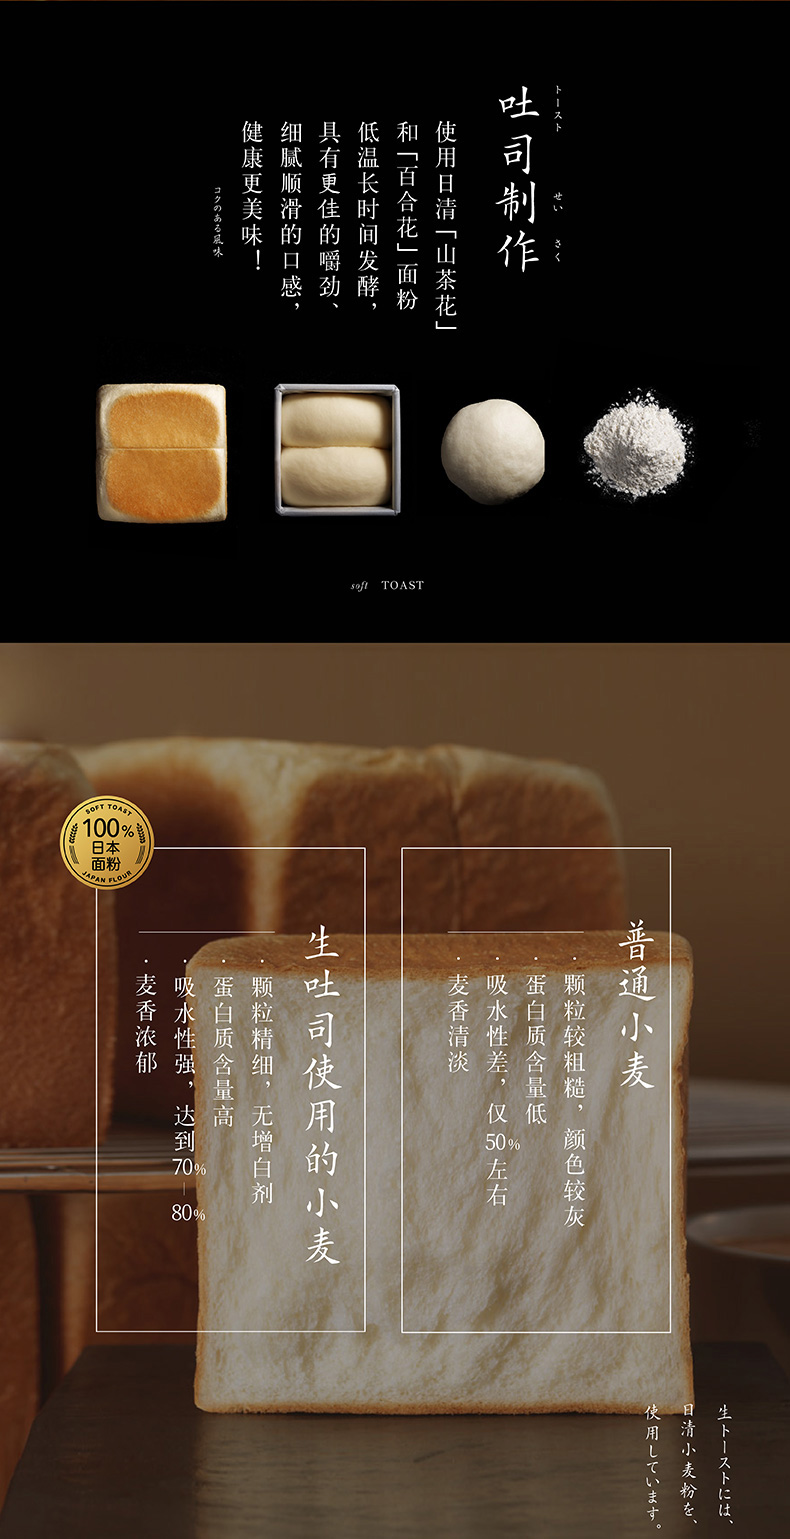 トースト せいさく
吐司制作
使用日清「山茶花」
和「百合花」面粉
低温长时间发酵，
具有更佳的嚼劲、
细腻顺滑的口感，
健康更美味！
コクのある風味
soft TOAST
普通小麦
·颗粒较粗糙，颜色较灰
·蛋白质含量低
·吸水性差，仅50%左右
·麦香清淡
SOFT TOAST
100%
日本
面粉
JAPAN FLOUR
生吐司使用的小麦
·颗粒精细，无增白剂
·蛋白质含量高
·吸水性强，达到70%|80%
·麦香浓郁
生トーストには、
日清小麦粉を、
使用しています。